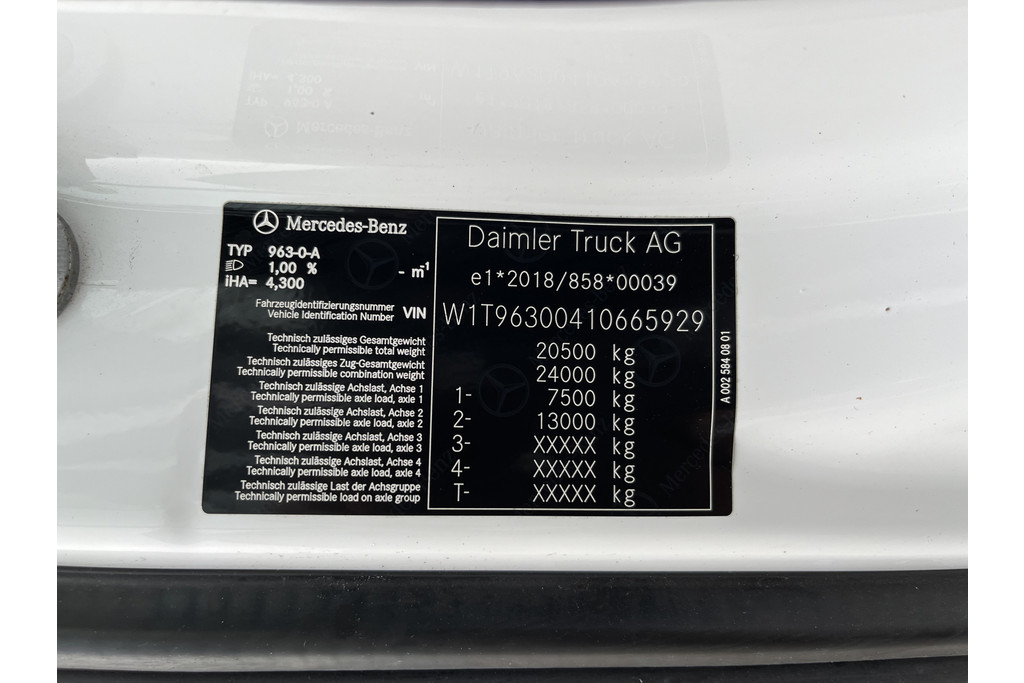 Mercedes-Benz
TYP 963-0-A
1,00 % - m-1
iHA= 4,300
Fahrzeugidentifizierungsnummer
Vehicle Identification Number VIN
Technisch zulässiges Gesamtgewicht
Technically permissible total weight
Technisch zulässiges Zug-Gesamtgewicht
Technically permissible combination weight
Technisch zulässige Achslast, Achse 1
Technically permissible axle load, axle 1
Technisch zulässige Achslast, Achse 2
Technically permissible axle load, axle 2
Technisch zulässige Achslast, Achse 3
Technically permissible axle load, axle 3
Technisch zulässige Achslast, Achse 4
Technically permissible axle load, axle 4
Technisch zulässige Last der Achsgruppe
Technically permissible load on axle group
Daimler Truck AG
e1*2018/858*00039
W1T96300410665929
20500 kg
24000 kg
1- 7500 kg
2- 13000 kg
3- XXXXX kg
4- XXXXX kg
T- XXXXX kg
A 002 584 08 01